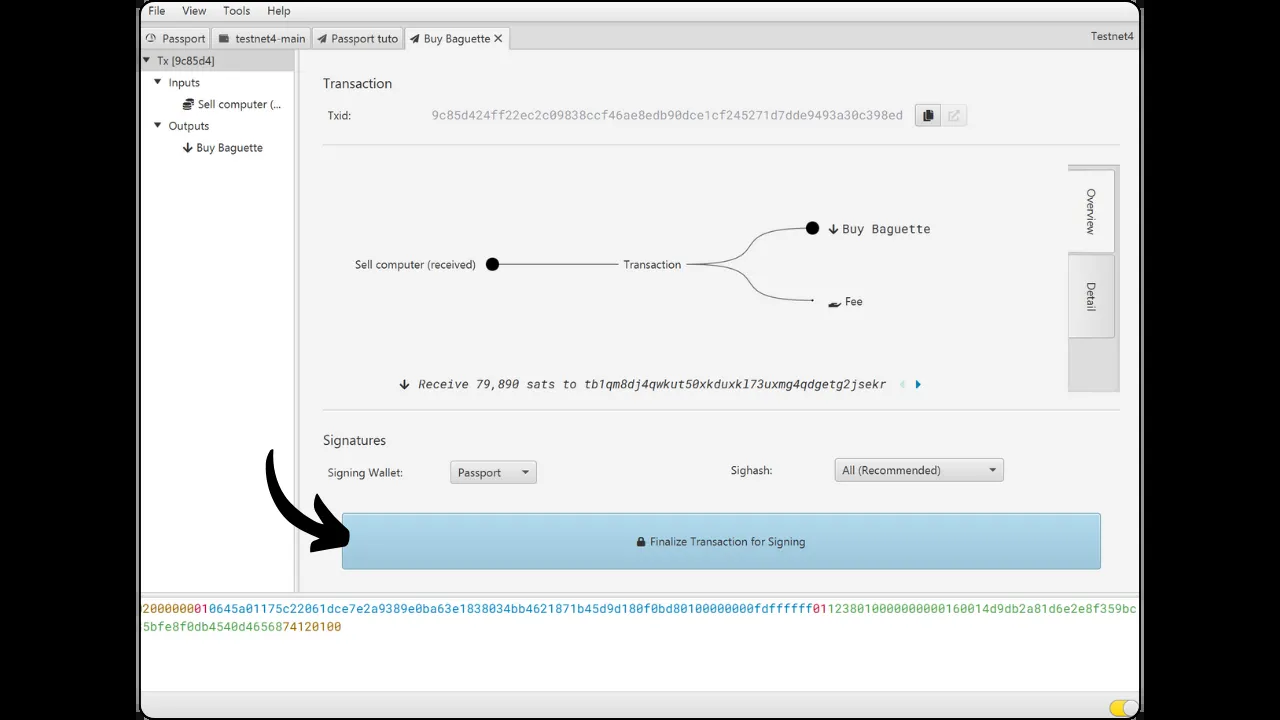 File View Tools Help
Passport testnet4-main Passport tuto Buy Baguette Testnet4
Tx [9c85d4]
Inputs
Sell computer (...
Outputs
Buy Baguette
Transaction
Txid: 9c85d424ff22ec2c09838ccf46ae8edb90dce1cf245271d7dde9493a30c398ed
Overview
Detail
Buy Baguette
Sell computer (received) Transaction
Fee
Receive 79,890 sats to tb1qm8dj4qwkut50xkduxkl73uxmg4qdgetg2jsekr
Signatures
Signing Wallet: Passport Sighash: All (Recommended)
Finalize Transaction for Signing
02000000010645a01175c22061dce7e2a9389e0ba63e1838034bb4621871b45d9d180f0bd80100000000fdffffff011238010000000000160014d9db2a81d6e2e8f359bc
5bfe8f0db4540d4656874120100